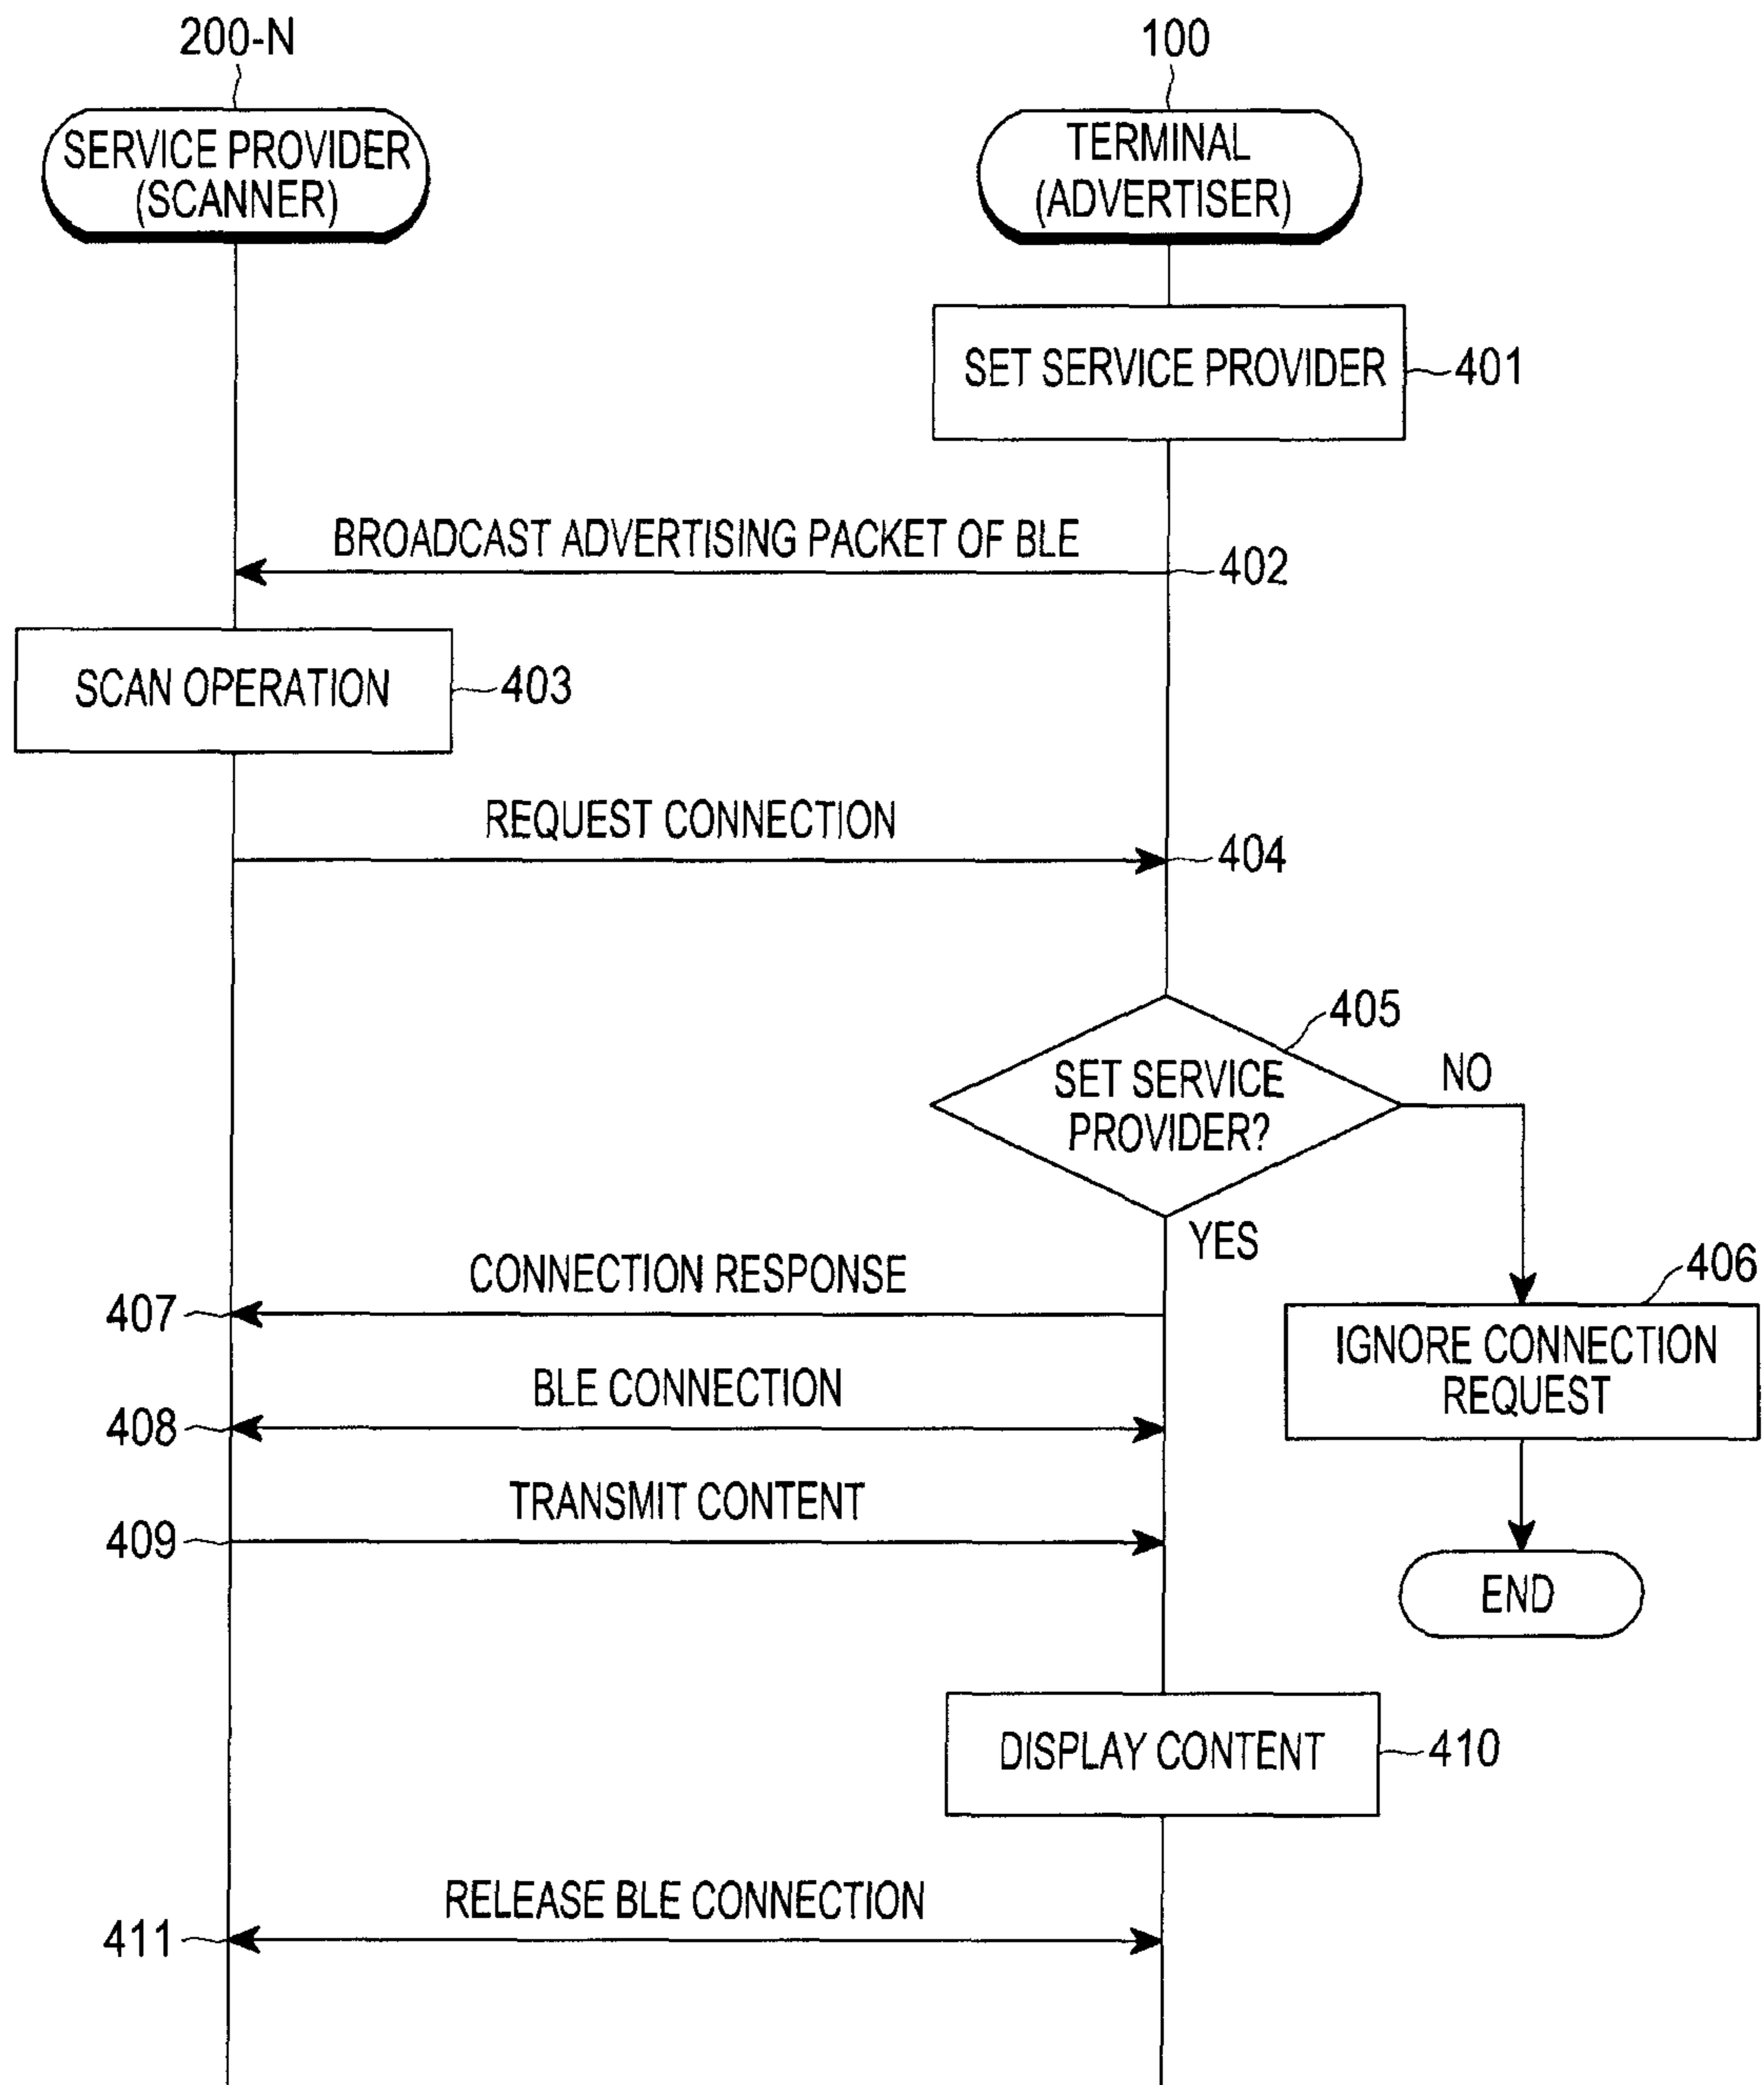 200-N
100
SERVICE PROVIDER
(SCANNER)
TERMINAL
(ADVERTISER)
SET SERVICE PROVIDER
401
BROADCAST ADVERTISING PACKET OF BLE
402
SCAN OPERATION
403
REQUEST CONNECTION
404
405
SET SERVICE
PROVIDER?
NO
YES
CONNECTION RESPONSE
407
406
IGNORE CONNECTION
REQUEST
BLE CONNECTION
408
TRANSMIT CONTENT
409
END
DISPLAY CONTENT
410
RELEASE BLE CONNECTION
411